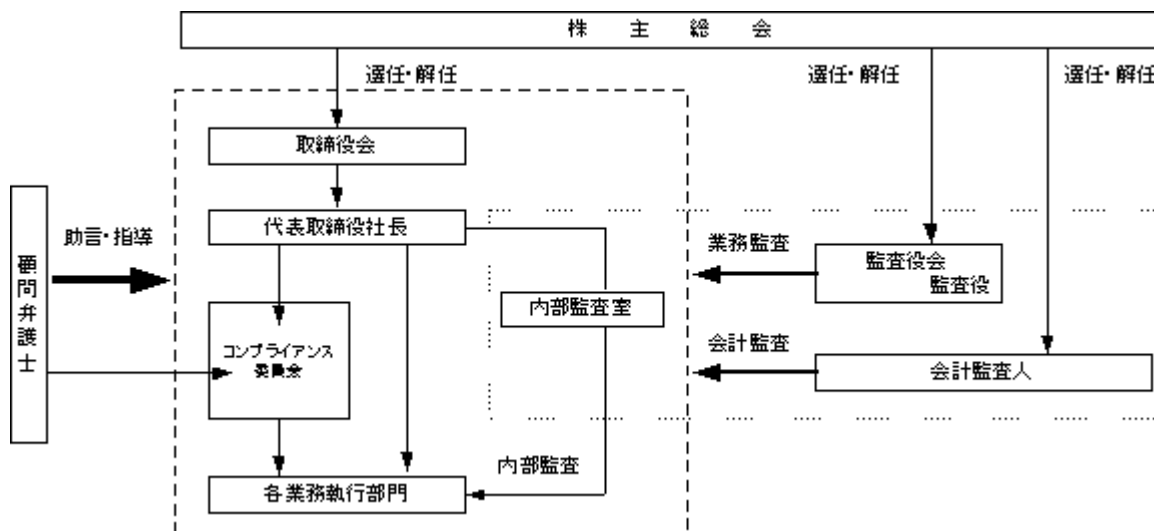 株主総会
選任・解任
選任・解任
選任・解任
取締役会
代表取締役社長
助言・指導
顧問弁護士
業務監査
監査役会
監査役
内部監査室
コンプライアンス
委員会
会計監査
会計監査人
内部監査
各業務執行部門